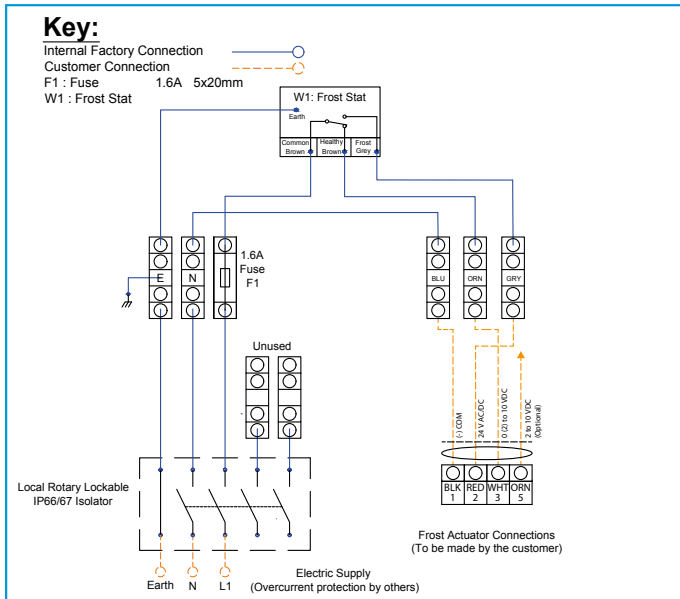 Key:
Internal Factory Connection
Customer Connection
F1 : Fuse 1.6A 5x20mm
W1 : Frost Stat
W1: Frost Stat
Earth
Common Healthy Frost
Brown Brown Grey
1.6A
Fuse
F1
E N
BLU ORN GRY
Unused
(-) COM
24 V AC/DC
0 (2) to 10 VDC
2 to 10 VDC
(Optional)
BLK RED WHT ORN
1 2 3 5
Local Rotary Lockable
IP66/67 Isolator
Frost Actuator Connections
(To be made by the customer)
Earth N L1
Electric Supply
(Overcurrent protection by others)